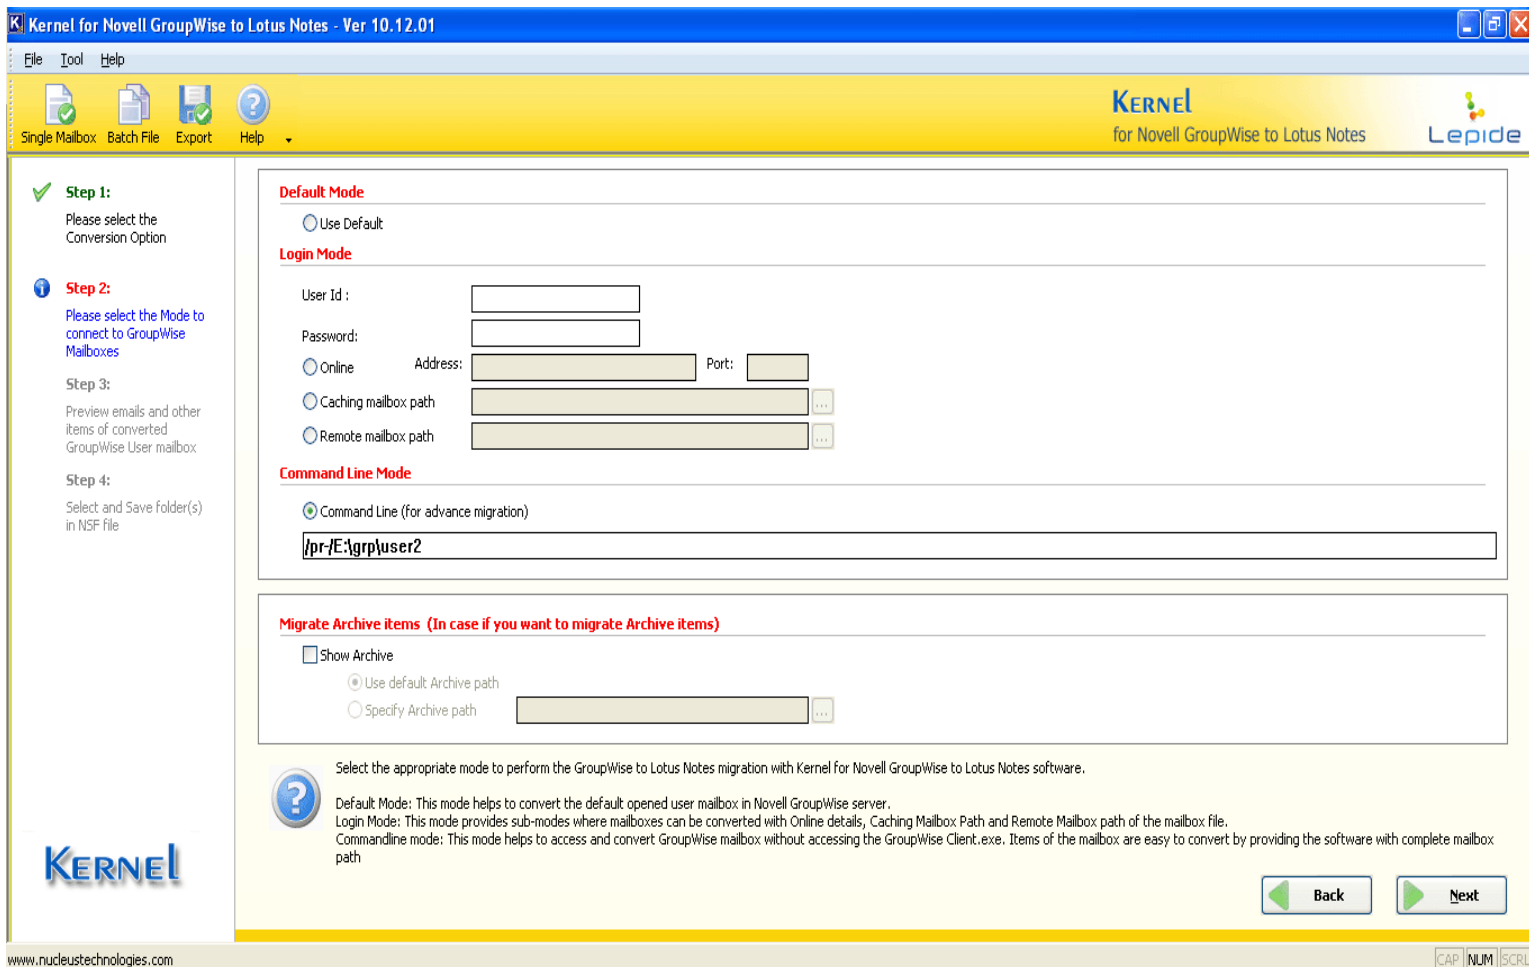 Kernel for Novell GroupWise to Lotus Notes - Ver 10.12.01
File Tool Help
Single Mailbox Batch File Export Help
KERNEL
for Novell GroupWise to Lotus Notes
Lepide
Step 1:
Please select the
Conversion Option
Step 2:
Please select the Mode to
connect to GroupWise
Mailboxes
Step 3:
Preview emails and other
items of converted
GroupWise User mailbox
Step 4:
Select and Save folder(s)
in NSF file
KERNEL
Default Mode
Use Default
Login Mode
User Id :
Password:
Online Address: Port:
Caching mailbox path ...
Remote mailbox path ...
Command Line Mode
Command Line (for advance migration)
/pr-/E:\grp\user2
Migrate Archive items (In case if you want to migrate Archive items)
Show Archive
Use default Archive path
Specify Archive path ...
Select the appropriate mode to perform the GroupWise to Lotus Notes migration with Kernel for Novell GroupWise to Lotus Notes software.
Default Mode: This mode helps to convert the default opened user mailbox in Novell GroupWise server.
Login Mode: This mode provides sub-modes where mailboxes can be converted with Online details, Caching Mailbox Path and Remote Mailbox path of the mailbox file.
Commandline mode: This mode helps to access and convert GroupWise mailbox without accessing the GroupWise Client.exe. Items of the mailbox are easy to convert by providing the software with complete mailbox
path
Back Next
www.nucleustechnologies.com
CAP NUM SCRL